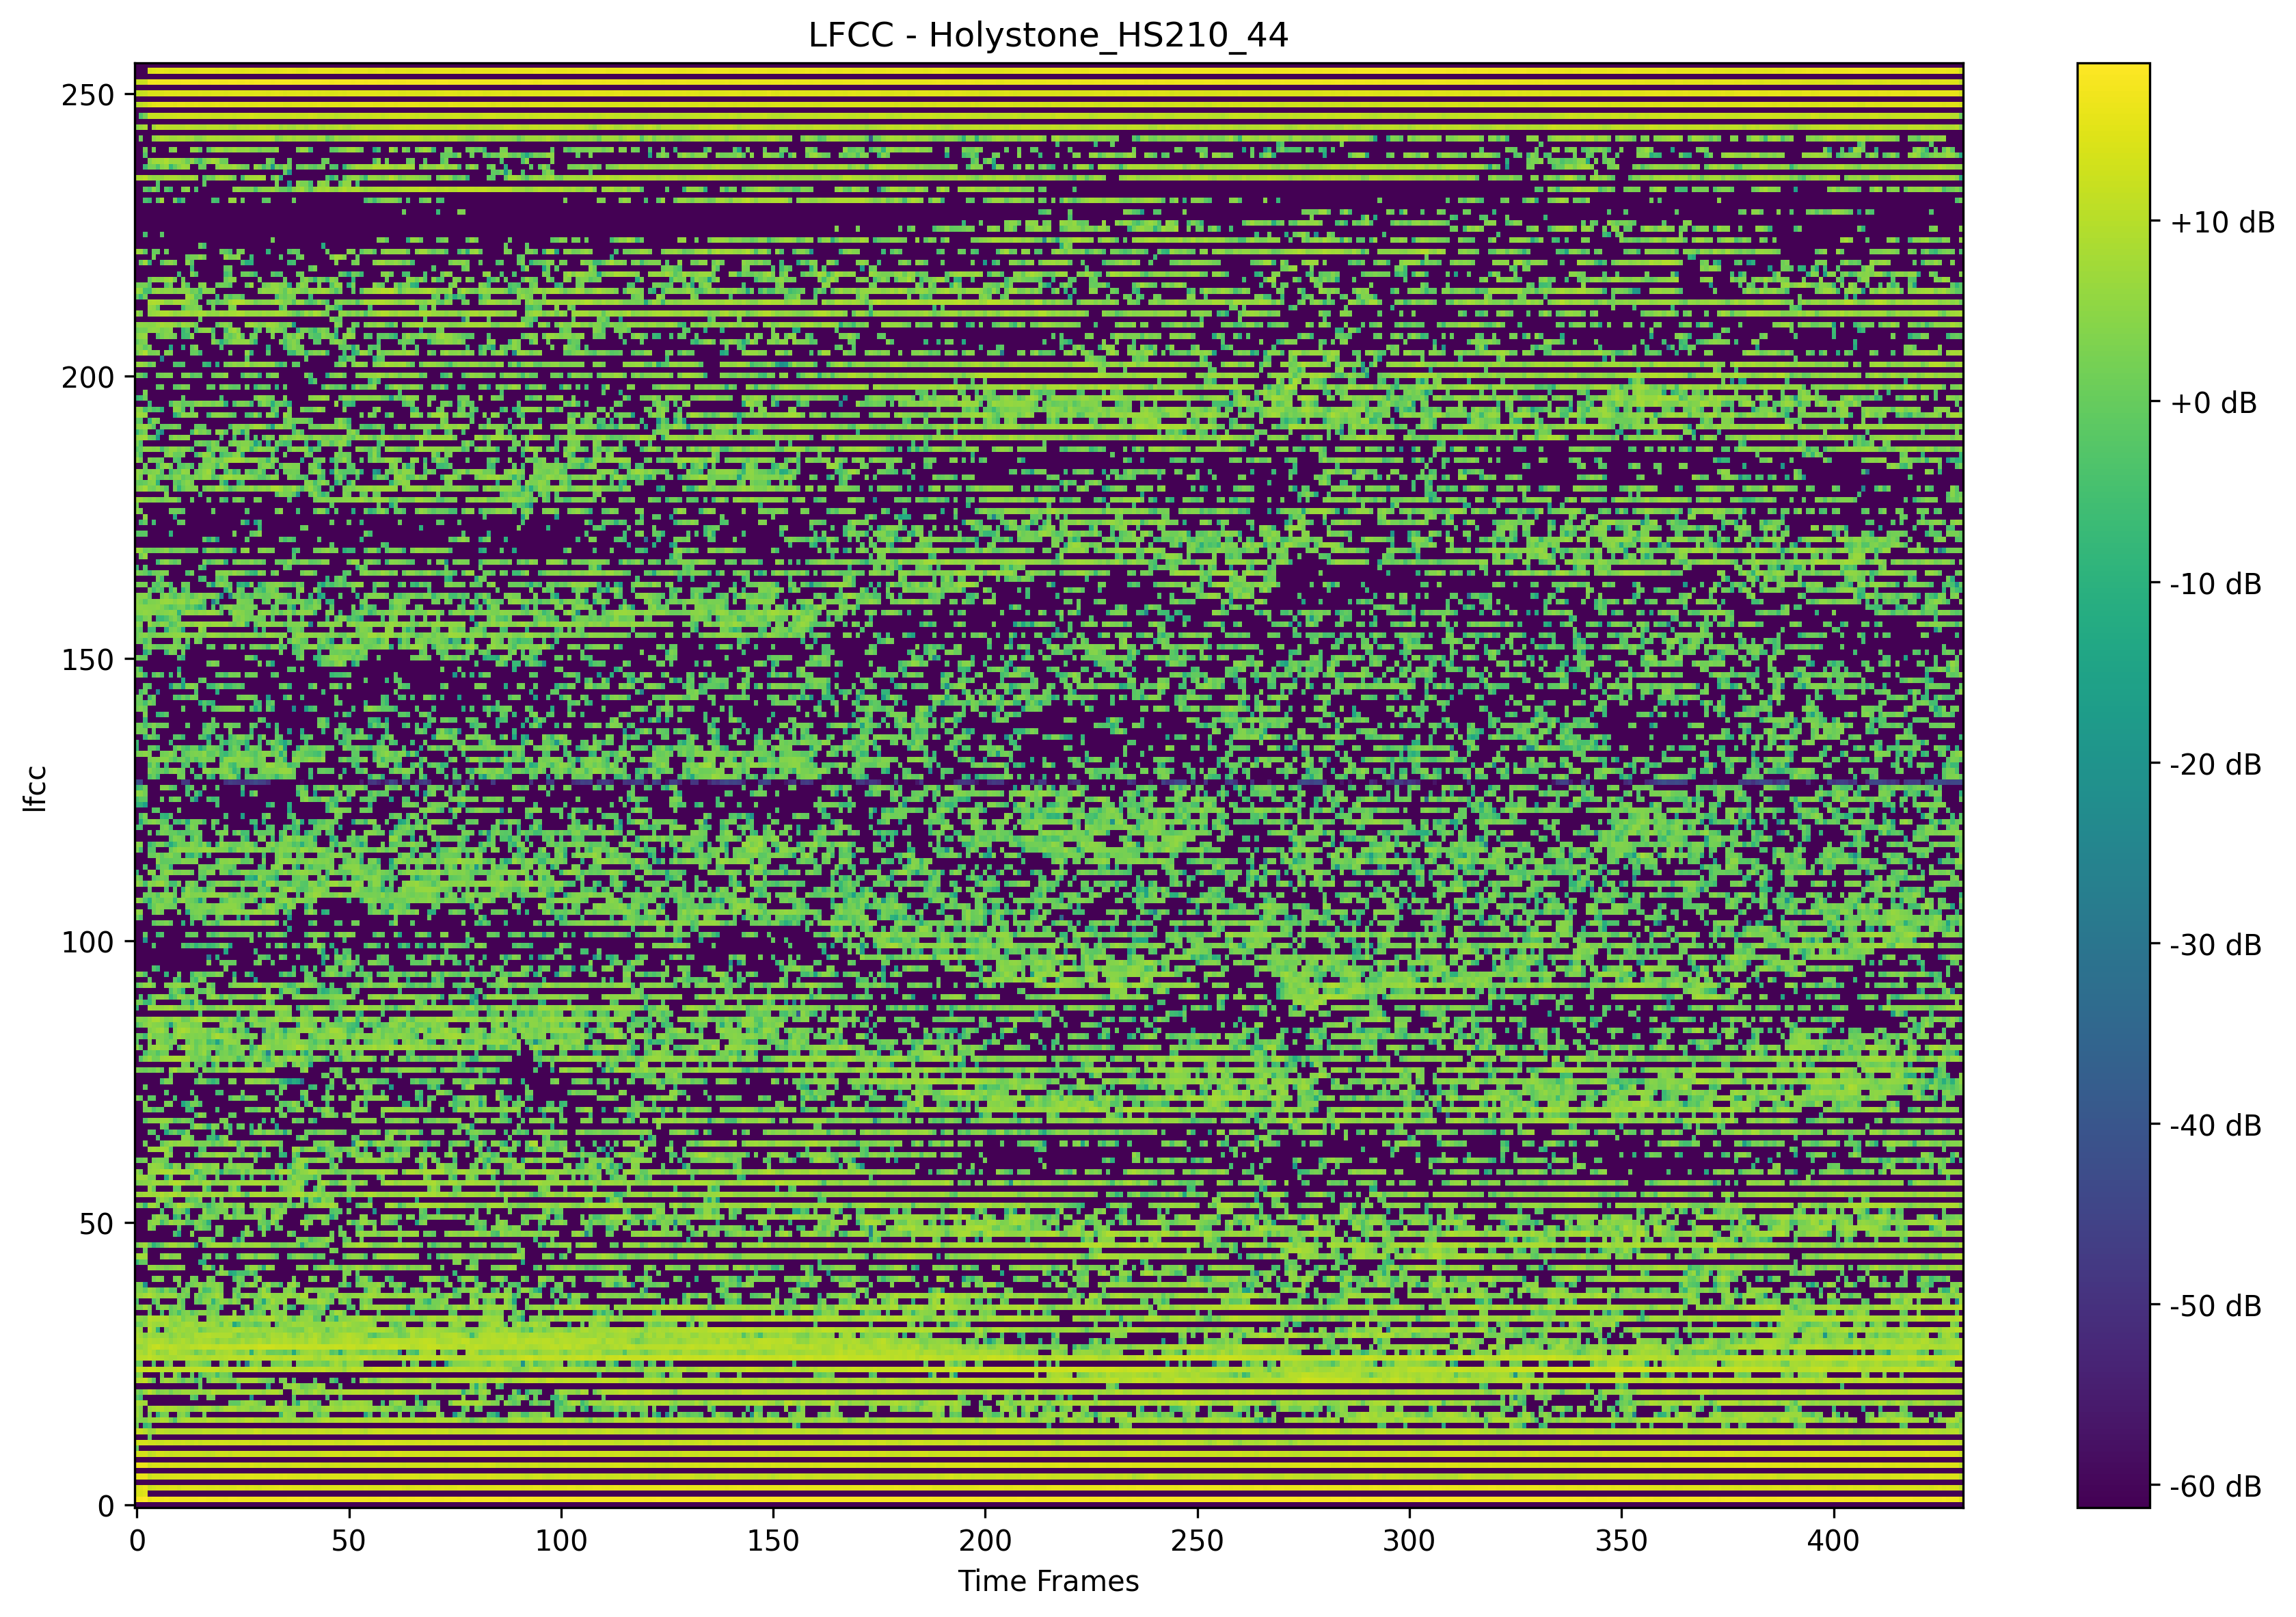 LFCC - Holystone_HS210_44
250
200
150
100
50
0
lfcc
0 50 100 150 200 250 300 350 400
Time Frames
+10 dB
+0 dB
-10 dB
-20 dB
-30 dB
-40 dB
-50 dB
-60 dB